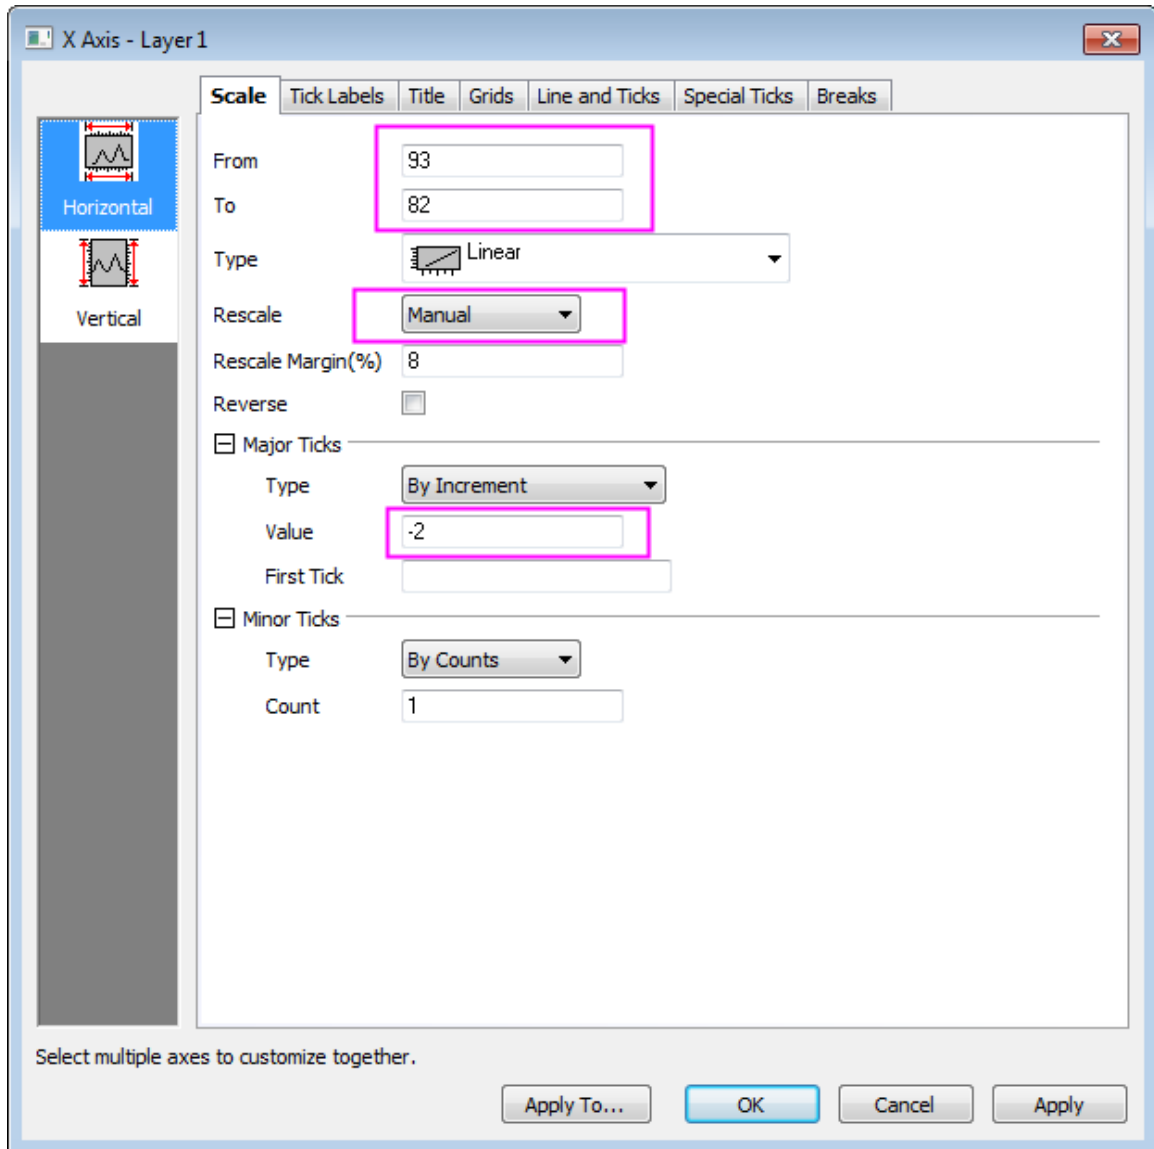 X Axis - Layer 1
Scale Tick Labels Title Grids Line and Ticks Special Ticks Breaks
Horizontal
Vertical
From 93
To 82
Type Linear
Rescale Manual
Rescale Margin(%) 8
Reverse
Major Ticks
Type By Increment
Value -2
First Tick
Minor Ticks
Type By Counts
Count 1
Select multiple axes to customize together.
Apply To... OK Cancel Apply